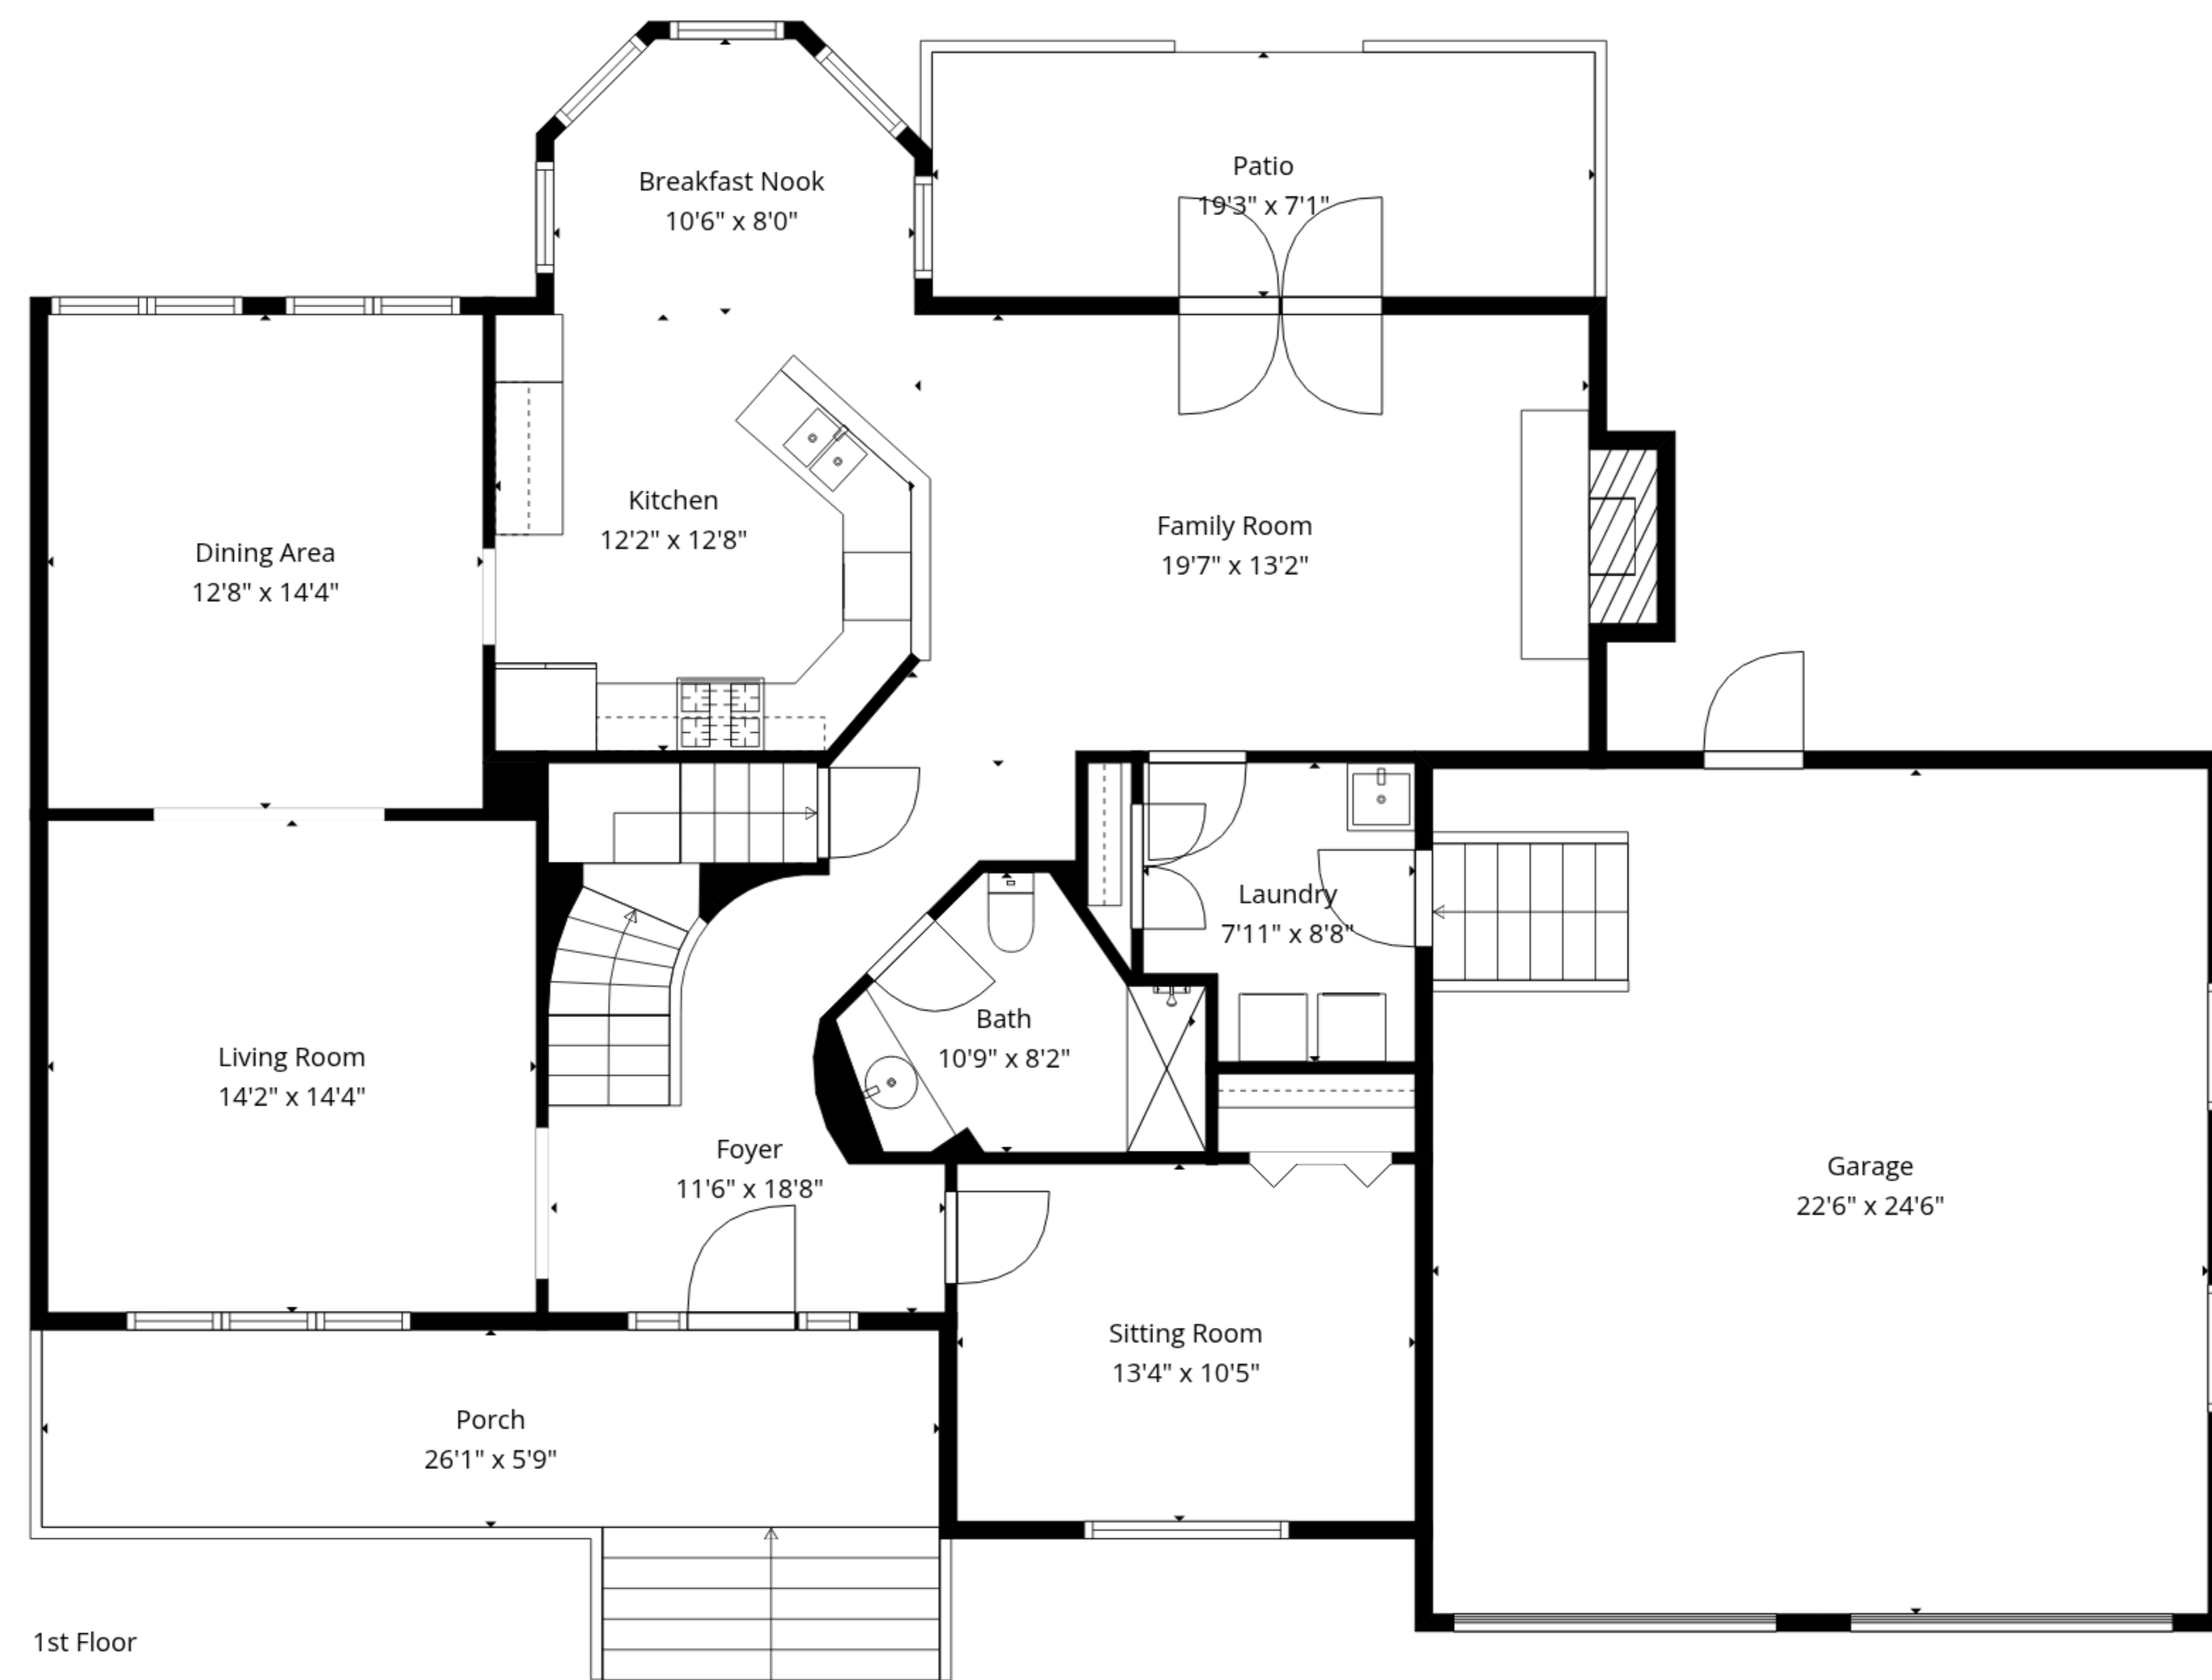 Patio
19'3" x 7'1"
Breakfast Nook
10'6" x 8'0"
Kitchen
12'2" x 12'8"
Family Room
19'7" x 13'2"
Dining Area
12'8" x 14'4"
Laundry
7'11" x 8'8"
Bath
10'9" x 8'2"
Living Room
14'2" x 14'4"
Foyer
11'6" x 18'8"
Garage
22'6" x 24'6"
Sitting Room
13'4" x 10'5"
Porch
26'1" x 5'9"
1st Floor